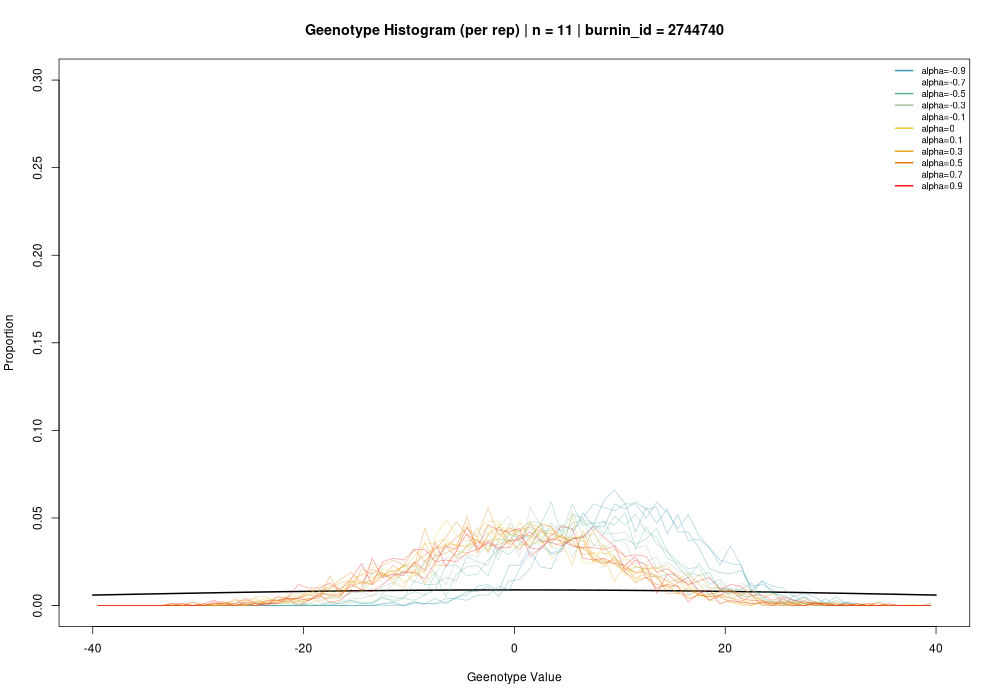 Geenotype Histogram (per rep) | n = 11 | burnin_id = 2744740
Proportion
0.30
0.25
0.20
0.15
0.10
0.05
0.00
alpha=-0.9
alpha=-0.7
alpha=-0.5
alpha=-0.3
alpha=-0.1
alpha=0
alpha=0.1
alpha=0.3
alpha=0.5
alpha=0.7
alpha=0.9
-40 -20 0 20 40
Geenotype Value